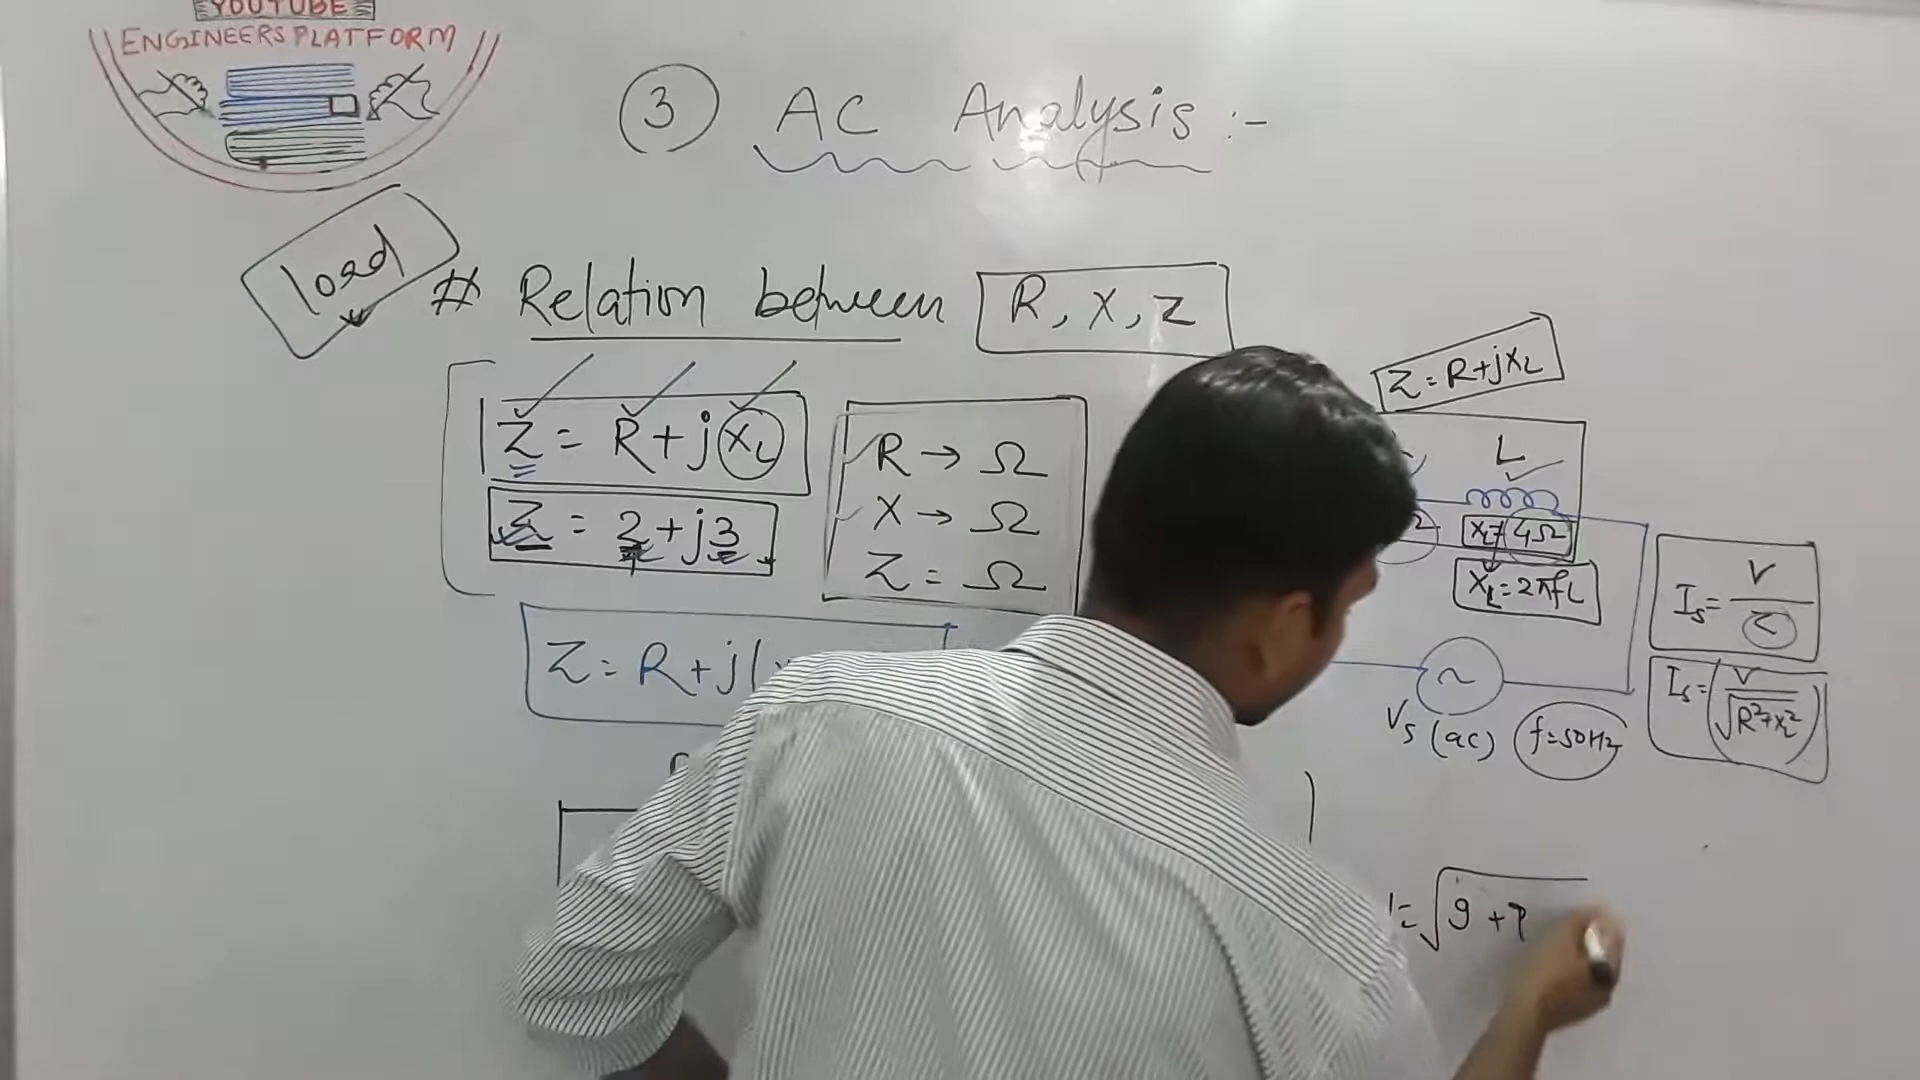 YOUTUBE
ENGINEERS PLATFORM
③ AC Analysis :-
load
# Relation between R, X, Z
Z = R+jXL
Z = 2+j3
R → Ω
X → Ω
Z = Ω
Z = R+j(
Z = R+jXL
L
XL= 4Ω
XL=2πfL
Vs (ac) f=50Hz
Is= V/Z
Is= V/√R²+XL²
=√9 +